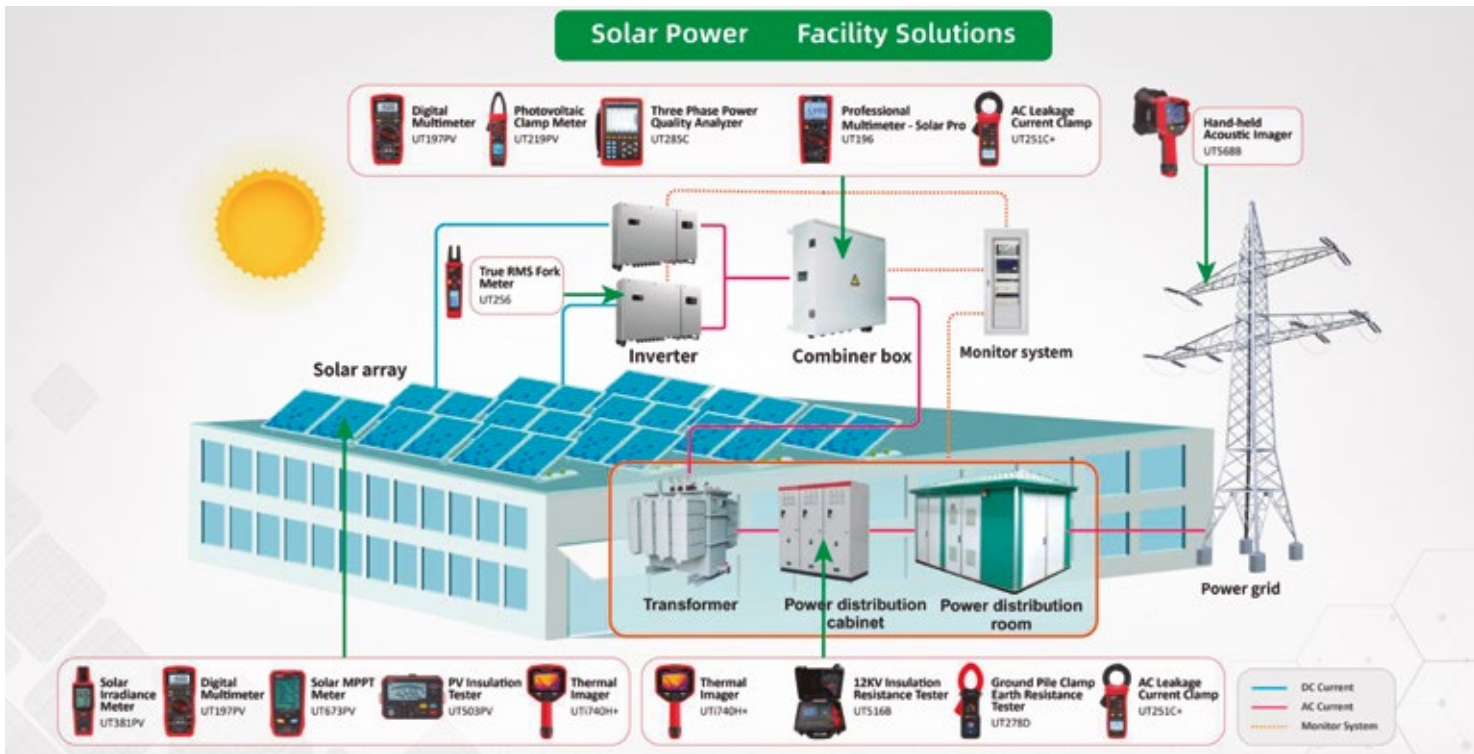 Solar Power Facility Solutions
Digital
Multimeter
UT197PV
Photovoltaic
Clamp Meter
UT219PV
Three Phase Power
Quality Analyzer
UT285C
Professional
Multimeter - Solar Pro
UT196
AC Leakage
Current Clamp
UT251C+
Hand-held
Acoustic Imager
UT568B
True RMS Fork
Meter
UT256
Inverter
Combiner box
Monitor system
Solar array
Transformer
Power distribution
cabinet
Power distribution
room
Power grid
Solar
Irradiance
Meter
UT381PV
Digital
Multimeter
UT197PV
Solar MPPT
Meter
UT673PV
PV Insulation
Tester
UT503PV
Thermal
Imager
UTi740H+
Thermal
Imager
UTi740H+
12KV Insulation
Resistance Tester
UT516B
Ground Pile Clamp
Earth Resistance
Tester
UT278D
AC Leakage
Current Clamp
UT251C+
DC Current
AC Current
Monitor System